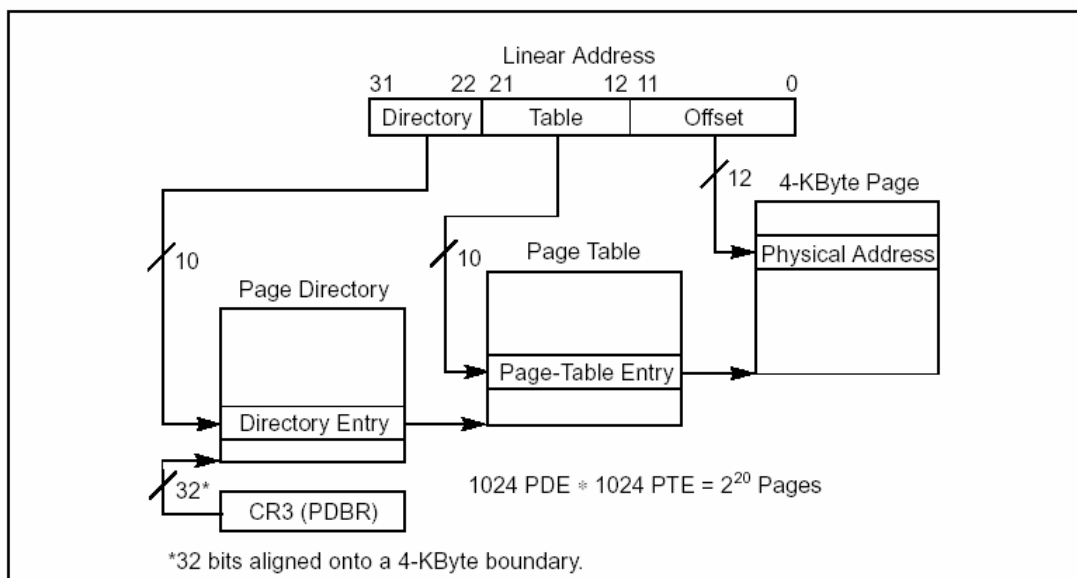 Linear Address
31 22 21 12 11 0
Directory Table Offset
12
4-KByte Page
Physical Address
10
10
Page Table
Page Directory
Page-Table Entry
Directory Entry
32*
1024 PDE * 1024 PTE = 2²⁰ Pages
CR3 (PDBR)
*32 bits aligned onto a 4-KByte boundary.